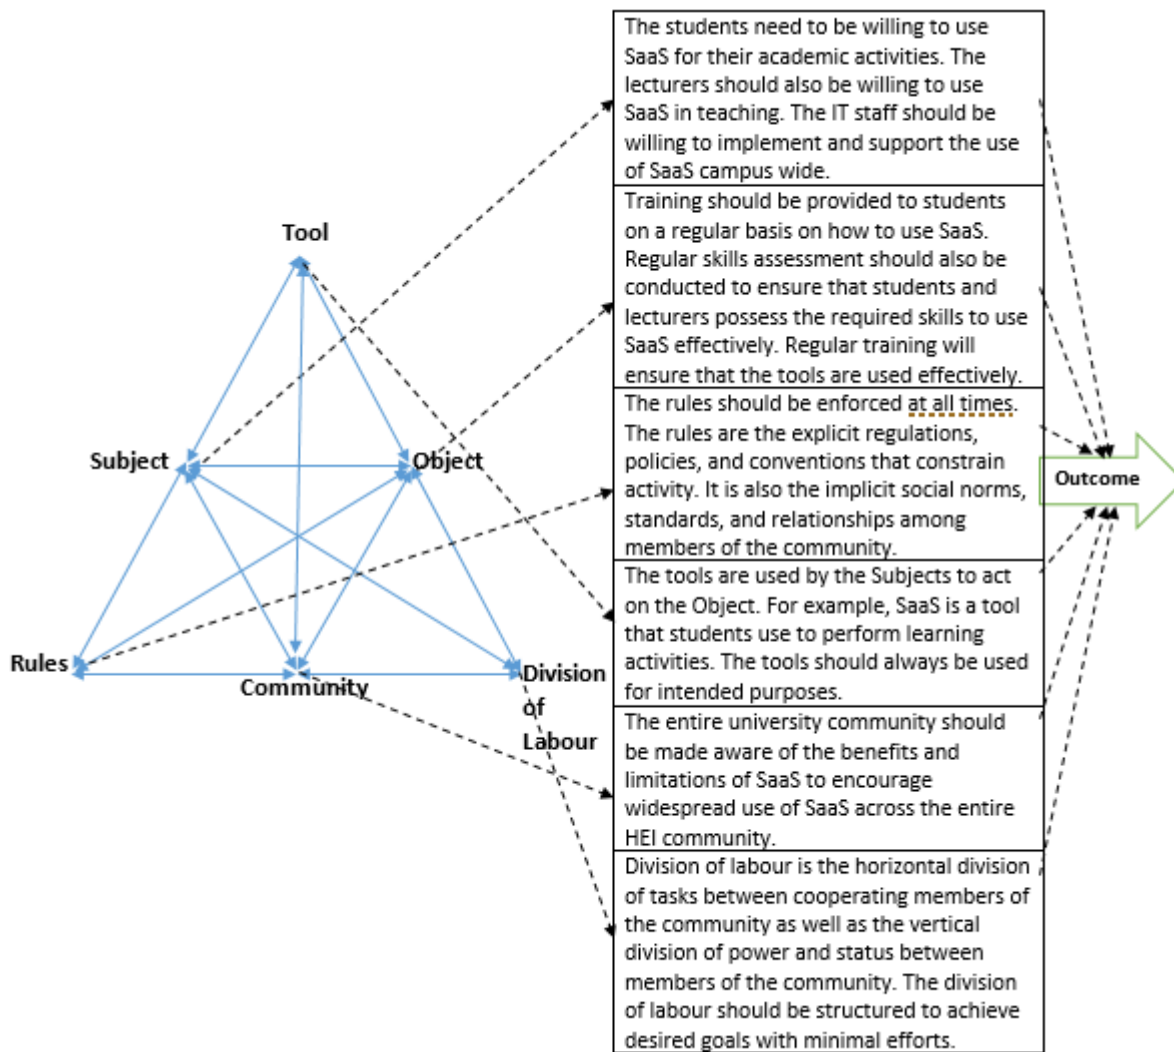 Tool
Subject
Object
Rules
Community
Division
of
Labour
The students need to be willing to use
SaaS for their academic activities. The
lecturers should also be willing to use
SaaS in teaching. The IT staff should be
willing to implement and support the use
of SaaS campus wide.
Training should be provided to students
on a regular basis on how to use SaaS.
Regular skills assessment should also be
conducted to ensure that students and
lecturers possess the required skills to use
SaaS effectively. Regular training will
ensure that the tools are used effectively.
The rules should be enforced at all times.
The rules are the explicit regulations,
policies, and conventions that constrain
activity. It is also the implicit social norms,
standards, and relationships among
members of the community.
The tools are used by the Subjects to act
on the Object. For example, SaaS is a tool
that students use to perform learning
activities. The tools should always be used
for intended purposes.
The entire university community should
be made aware of the benefits and
limitations of SaaS to encourage
widespread use of SaaS across the entire
HEI community.
Division of labour is the horizontal division
of tasks between cooperating members of
the community as well as the vertical
division of power and status between
members of the community. The division
of labour should be structured to achieve
desired goals with minimal efforts.
Outcome